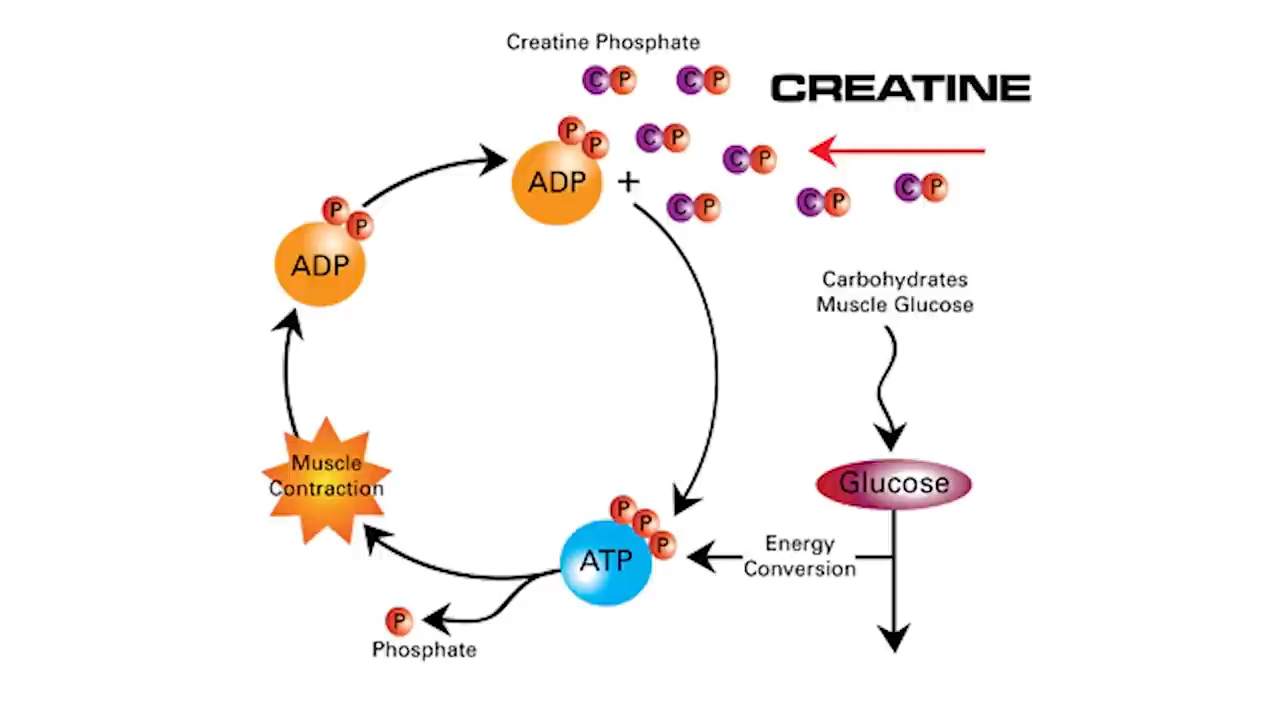 Creatine Phosphate
C P
C P
CREATINE
P
P
C P
C P
ADP +
C P
C P
C P
P
P
ADP
Carbohydrates
Muscle Glucose
Muscle
Contraction
Glucose
P
P
P
ATP
Energy
Conversion
P
Phosphate